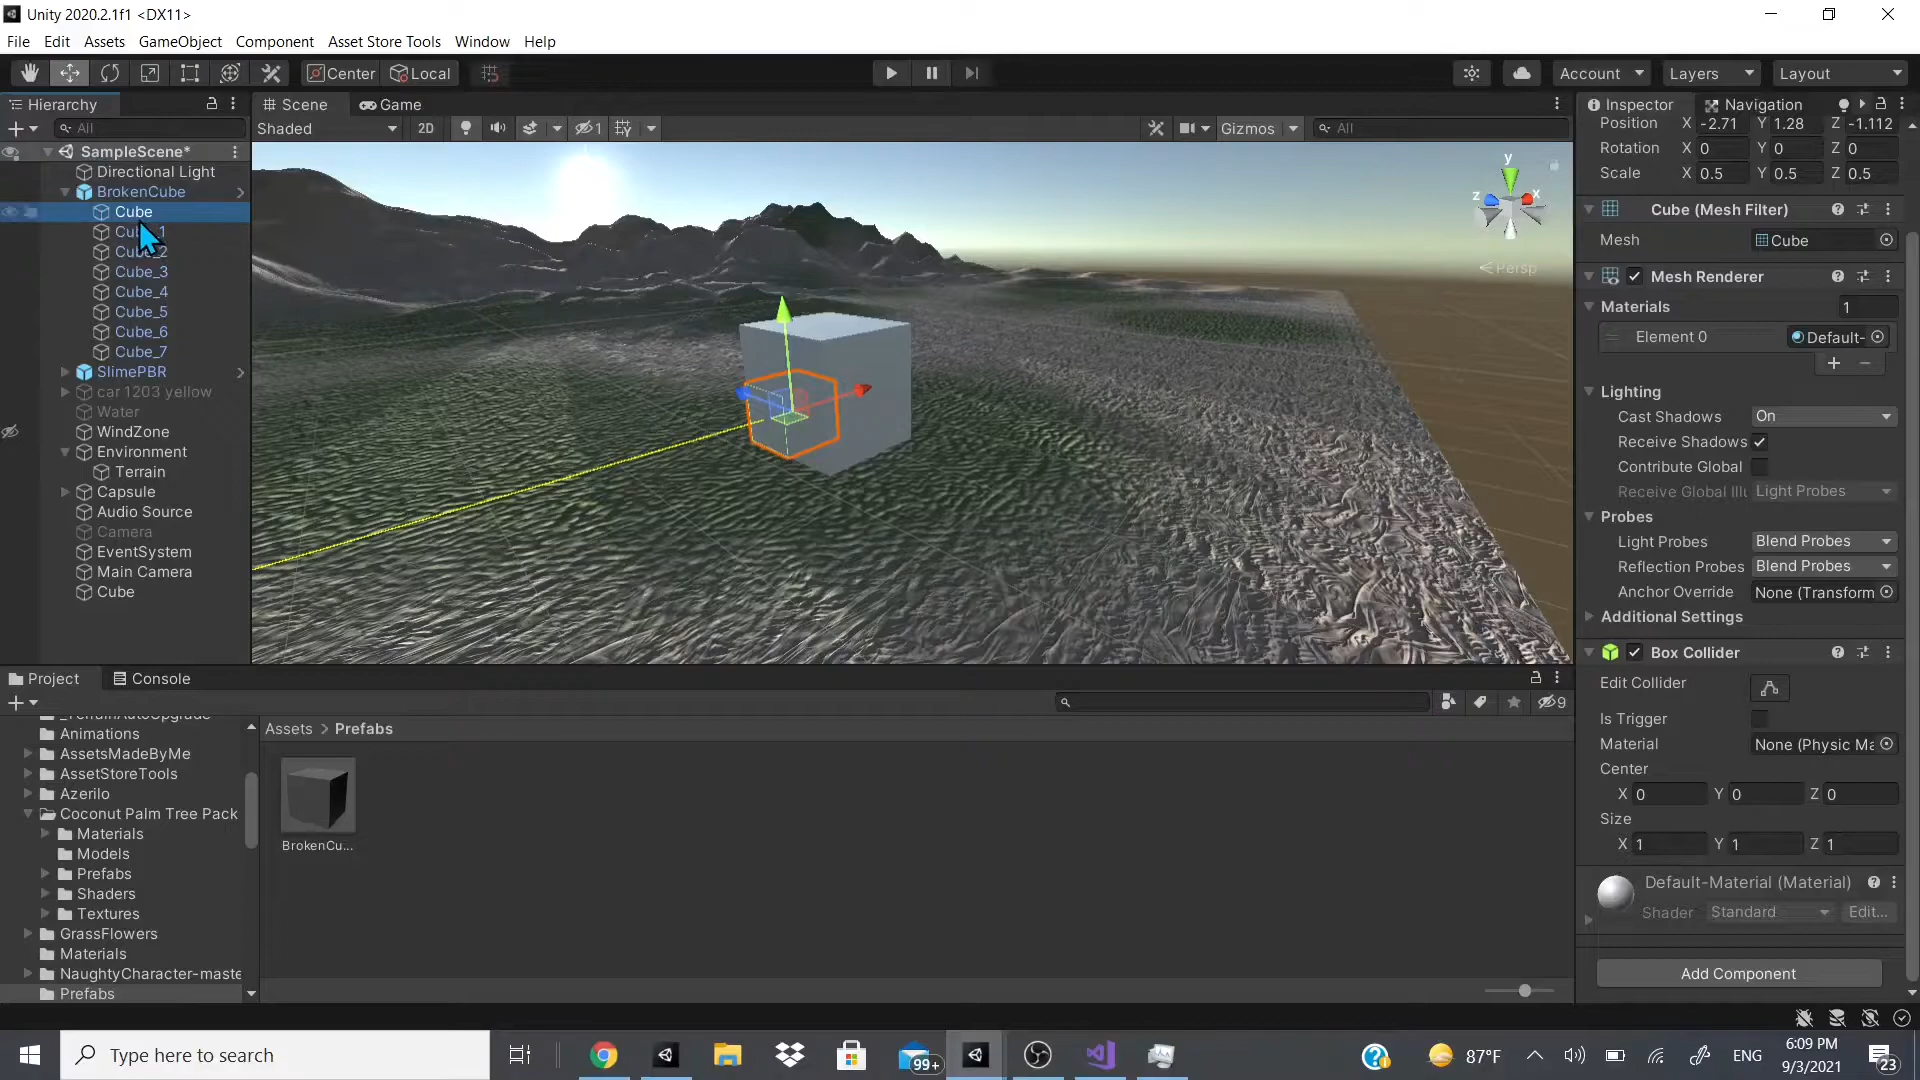 Unity 2020.2.1f1 <DX11>
File Edit Assets GameObject Component Asset Store Tools Window Help
Center Local Account Layers Layout
Hierarchy
All
SampleScene*
Directional Light
BrokenCube
Cube
Cube_1
Cube_2
Cube_3
Cube_4
Cube_5
Cube_6
Cube_7
SlimePBR
car 1203 yellow
Water
WindZone
Environment
Terrain
Capsule
Audio Source
Camera
EventSystem
Main Camera
Cube
Scene Game
Shaded 2D 1 Gizmos All
y
z x
Persp
Inspector Navigation
Position X -2.71 Y 1.28 Z -1.112
Rotation X 0 Y 0 Z 0
Scale X 0.5 Y 0.5 Z 0.5
Cube (Mesh Filter)
Mesh Cube
Mesh Renderer
Materials 1
Element 0 Default-
Lighting
Cast Shadows On
Receive Shadows
Contribute Global
Receive Global Illu Light Probes
Probes
Light Probes Blend Probes
Reflection Probes Blend Probes
Anchor Override None (Transform
Additional Settings
Box Collider
Edit Collider
Is Trigger
Material None (Physic Ma
Center
X 0 Y 0 Z 0
Size
X 1 Y 1 Z 1
Default-Material (Material)
Shader Standard Edit...
Add Component
Project Console
9
_TerrainAutoUpgrade
Animations
AssetsMadeByMe
AssetStoreTools
Azerilo
Coconut Palm Tree Pack
Materials
Models
Prefabs
Shaders
Textures
GrassFlowers
Materials
NaughtyCharacter-maste
Prefabs
Assets > Prefabs
BrokenCu...
Type here to search
99+
87°F
ENG
6:09 PM
9/3/2021
23